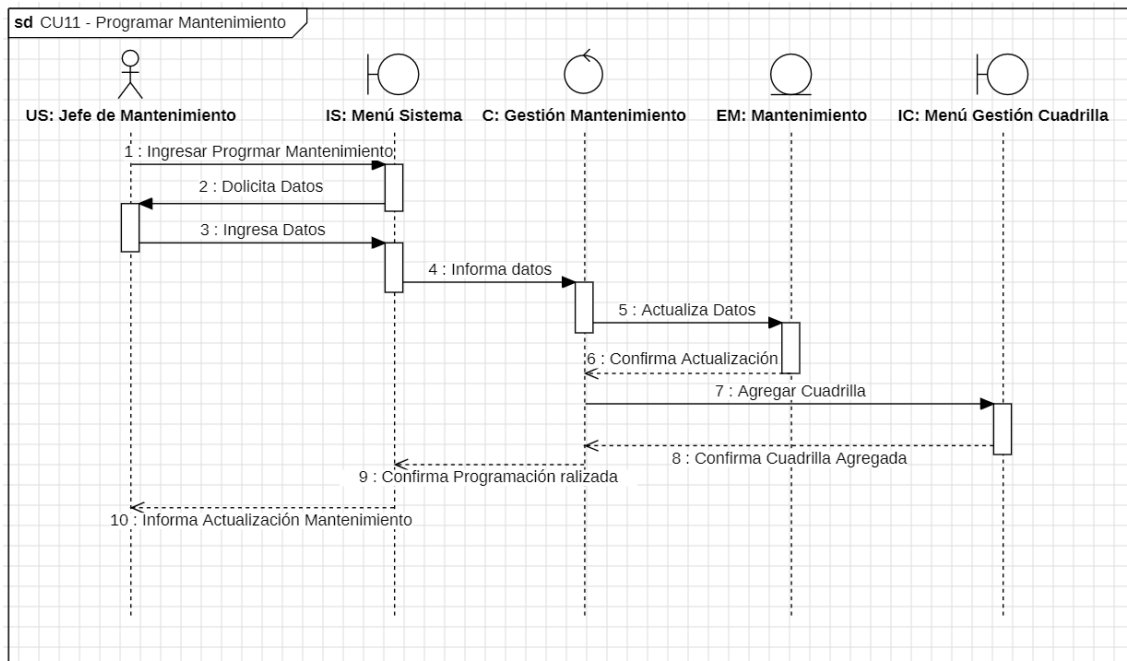 sd CU11 - Programar Mantenimiento
US: Jefe de Mantenimiento
IS: Menú Sistema
C: Gestión Mantenimiento
EM: Mantenimiento
IC: Menú Gestión Cuadrilla
1 : Ingresar Progrmar Mantenimiento
2 : Dolicita Datos
3 : Ingresa Datos
4 : Informa datos
5 : Actualiza Datos
6 : Confirma Actualización
7 : Agregar Cuadrilla
8 : Confirma Cuadrilla Agregada
9 : Confirma Programación ralizada
10 : Informa Actualización Mantenimiento